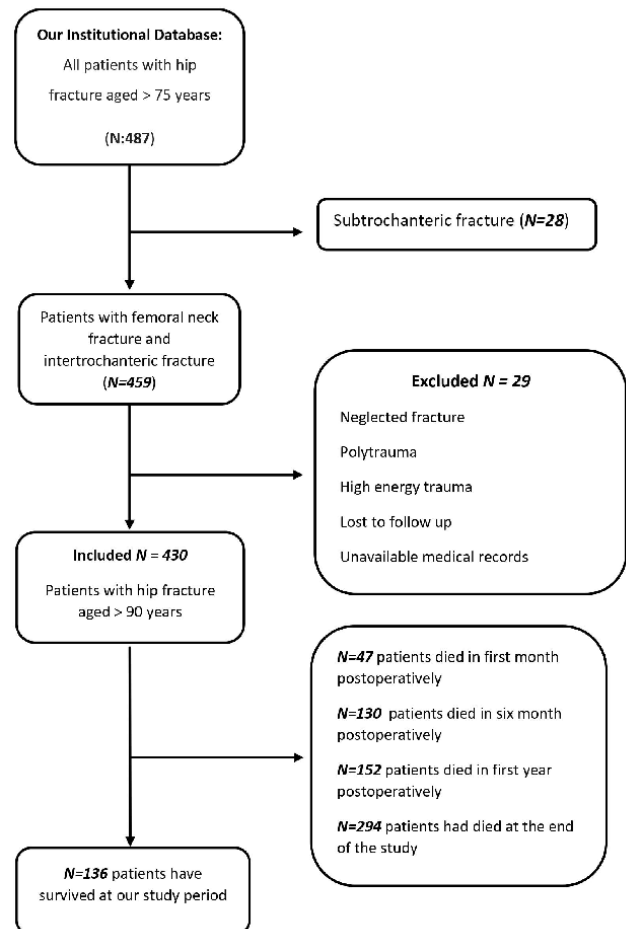 Our Institutional Database:
All patients with hip
fracture aged > 75 years
(N:487)
Subtrochanteric fracture (N=28)
Patients with femoral neck
fracture and
intertrochanteric fracture
(N=459)
Excluded N = 29
Neglected fracture
Polytrauma
High energy trauma
Lost to follow up
Unavailable medical records
Included N = 430
Patients with hip fracture
aged > 90 years
N=47 patients died in first month
postoperatively
N=130 patients died in six month
postoperatively
N=152 patients died in first year
postoperatively
N=294 patients had died at the end
of the study
N=136 patients have
survived at our study period